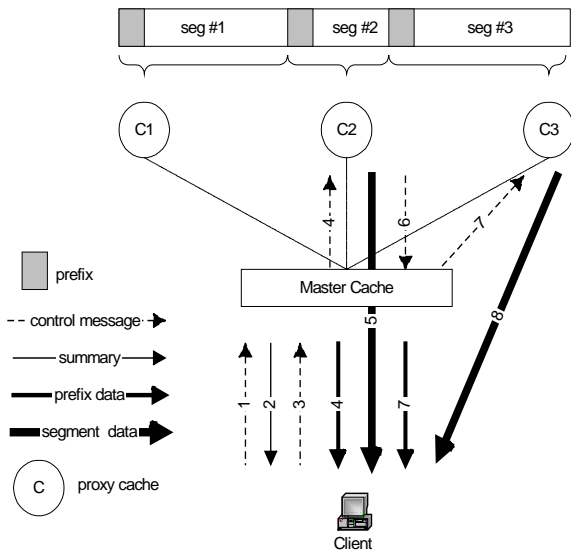 seg #1 seg #2 seg #3
C1 C2 C3
4 6 7
prefix
Master Cache
control message
5 8
summary
1 2 3 4 7
prefix data
segment data
C proxy cache
Client